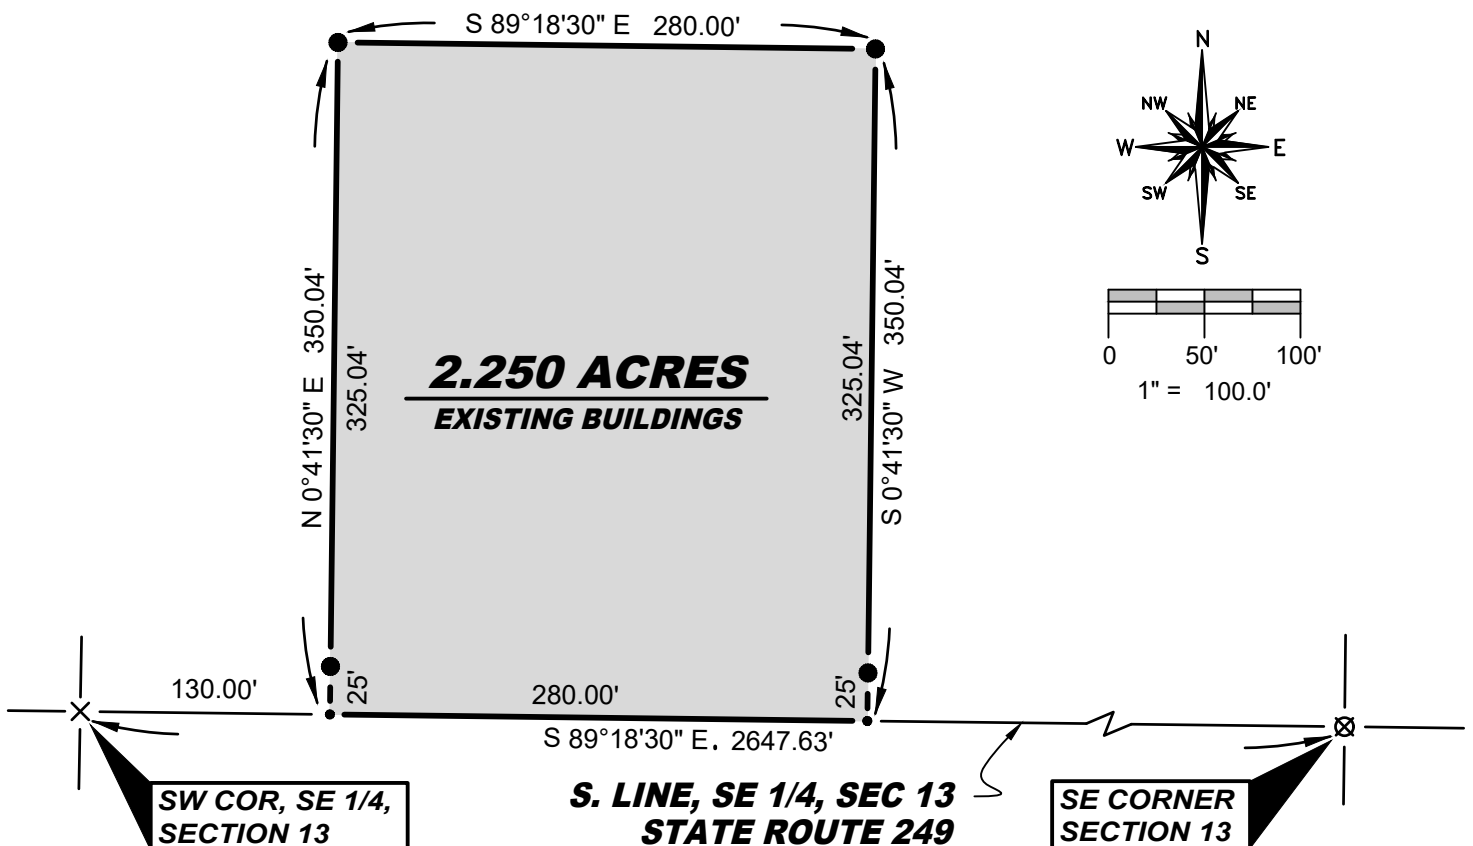 S 89°18'30" E 280.00'
N
NW
NE
W
E
SW
SE
S
0
50'
100'
1" = 100.0'
N 0°41'30" E 350.04'
325.04'
2.250 ACRES
EXISTING BUILDINGS
325.04'
S 0°41'30" W 350.04'
130.00'
25'
280.00'
25'
S 89°18'30" E. 2647.63'
SW COR, SE 1/4,
SECTION 13
S. LINE, SE 1/4, SEC 13
STATE ROUTE 249
SE CORNER
SECTION 13